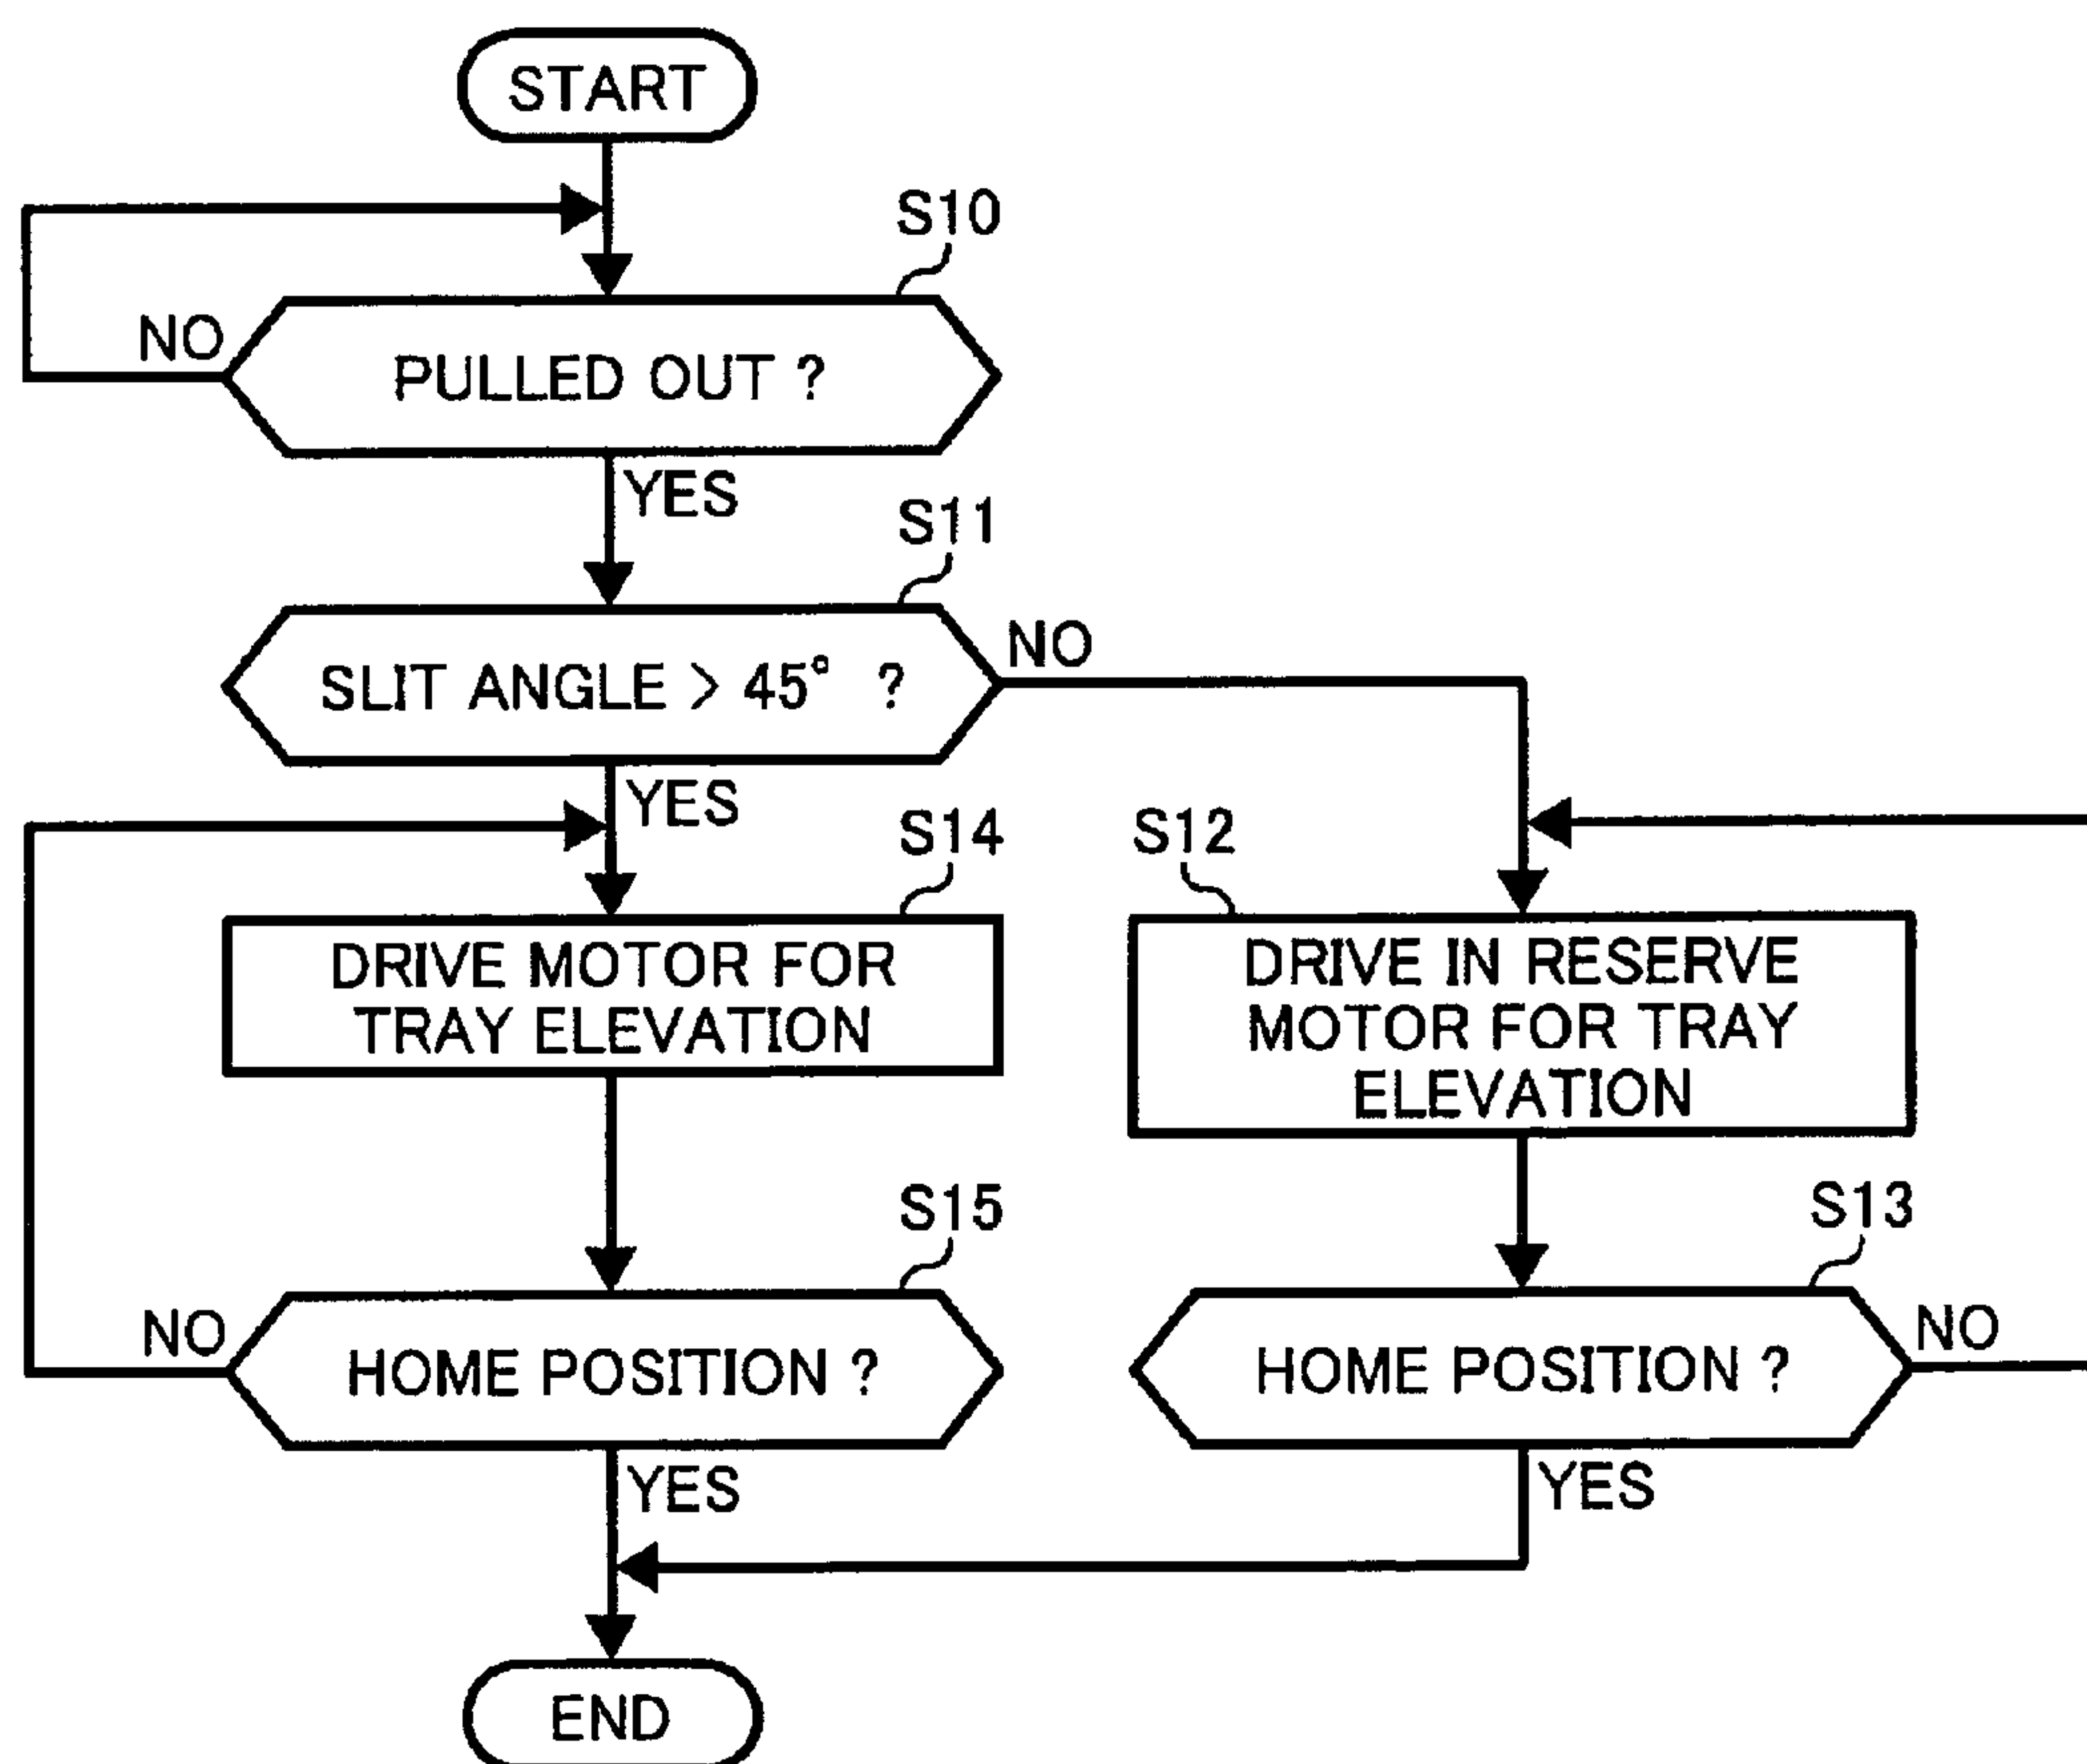 START
S10
NO
PULLED OUT ?
YES
S11
SLIT ANGLE > 45° ?
NO
YES
S14
S12
DRIVE MOTOR FOR
TRAY ELEVATION
DRIVE IN RESERVE
MOTOR FOR TRAY
ELEVATION
S15
S13
NO
HOME POSITION ?
HOME POSITION ?
NO
YES
YES
END